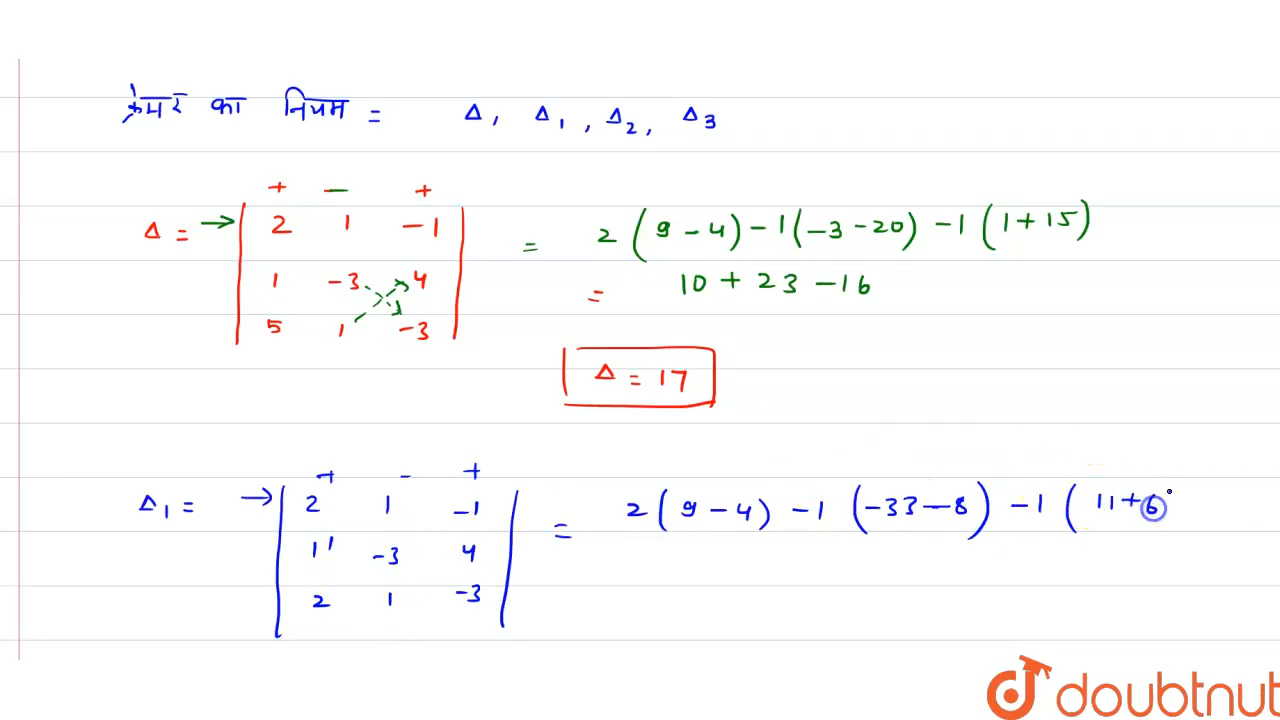 क्रेमर का नियम = Δ, Δ1, Δ2, Δ3
+ - +
Δ = → | 2 1 -1 | = 2(9-4)-1(-3-20)-1(1+15)
| 1 -3 4 | = 10+23-16
| 5 1 -3 |
Δ = 17
+ - +
Δ1 = → | 2 1 -1 | = 2(9-4)-1(-33-8)-1(11+6
| 11 -3 4 |
| 2 1 -3 |
doubtnut